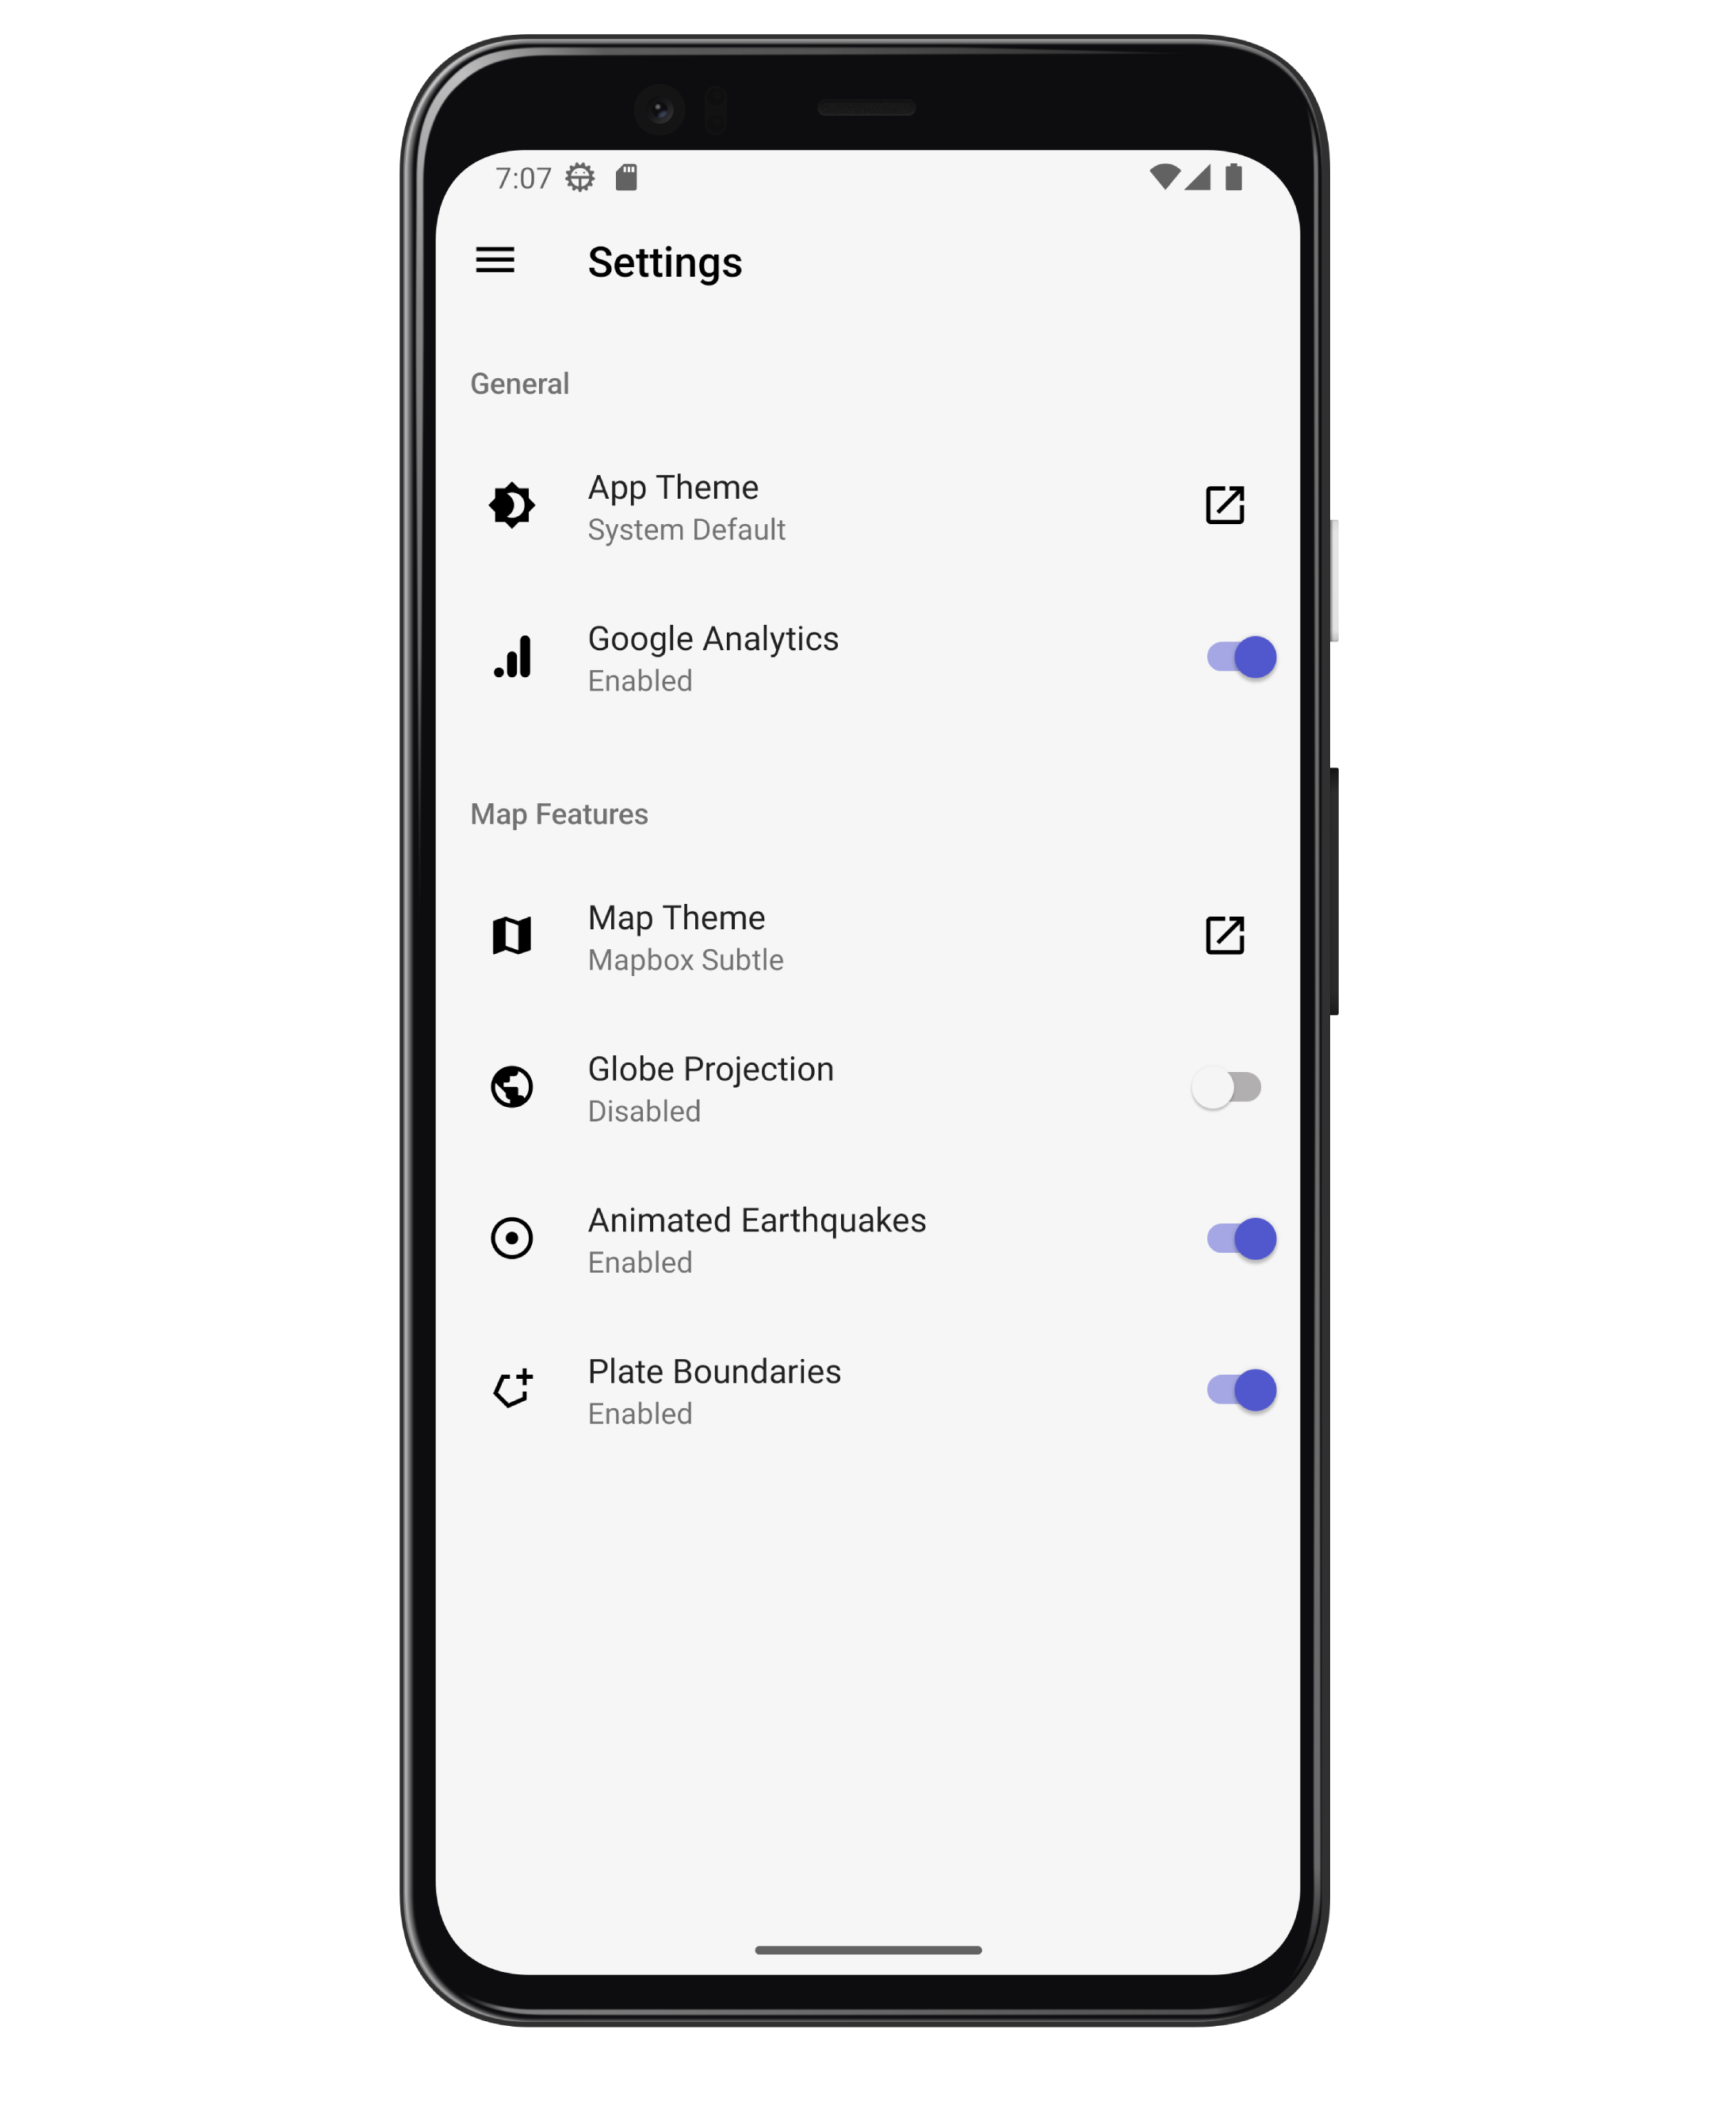 7:07
Settings
General
App Theme
System Default
Google Analytics
Enabled
Map Features
Map Theme
Mapbox Subtle
Globe Projection
Disabled
Animated Earthquakes
Enabled
Plate Boundaries
Enabled